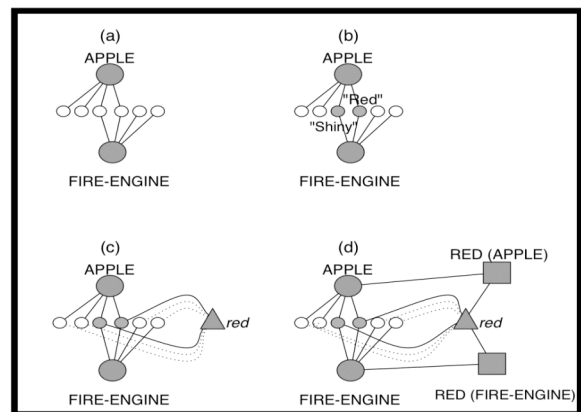 (a)
APPLE
FIRE-ENGINE
(b)
APPLE
"Red"
"Shiny"
FIRE-ENGINE
(c)
APPLE
red
FIRE-ENGINE
(d)
APPLE
RED (APPLE)
red
FIRE-ENGINE
RED (FIRE-ENGINE)